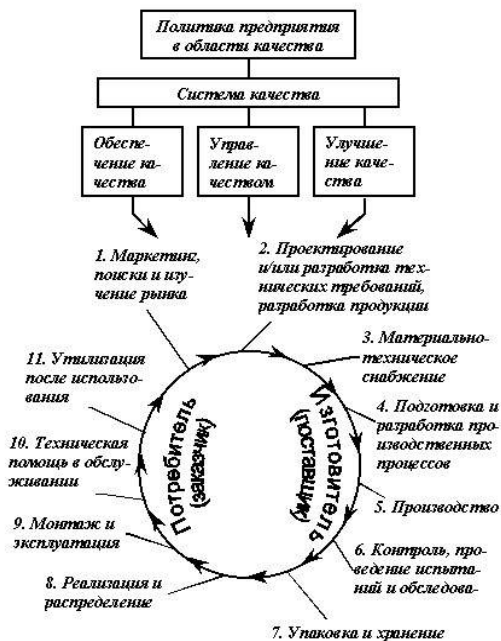 Политика предприятия
в области качества
Система качества
Обеспе-
чение ка-
чества
Управ-
ление ка-
чеством
Улучше-
ние каче-
ства
1. Маркетинг,
поиски и изу-
чение рынка
2. Проектирование
и/или разработка тех-
нических требований,
разработка продукции
3. Материально-
техническое
снабжение
4. Подготовка и
разработка про-
изводственных
процессов
5. Производство
6. Контроль, про-
ведение испыта-
ний и обследова-
7. Упаковка и хранение
8. Реализация и
распределение
9. Монтаж и
эксплуатация
10. Техническая
помощь в обслу-
живании
11. Утилизация
после использо-
вания
Потребитель
(заказчик)
Изготовитель
(поставщик)